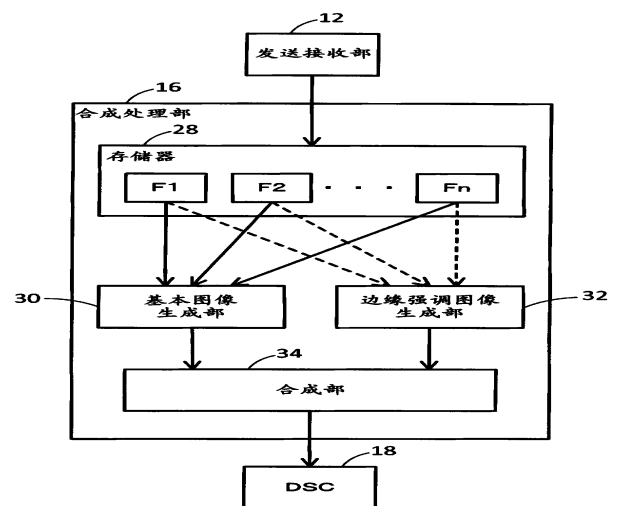 12
发送接收部
16
合成处理部
28
存储器
F1 F2 · · · Fn
30
基本图像
生成部
边缘强调图像
生成部
32
34
合成部
18
DSC